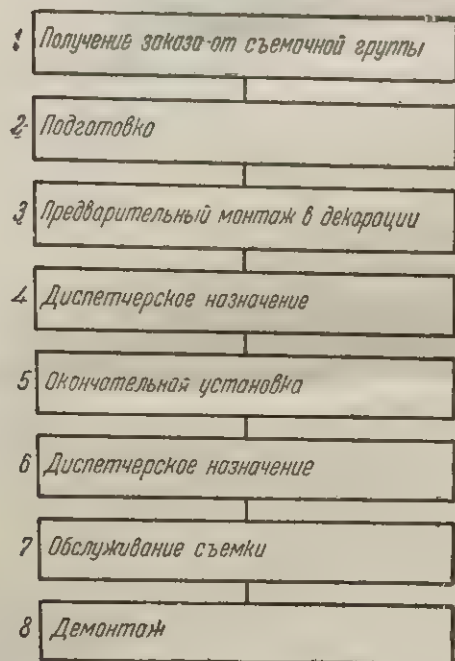 1 Получение заказа от съемочной группы
2 Подготовка
3 Предварительный монтаж в декорации
4 Диспетчерское назначение
5 Окончательная установка
6 Диспетчерское назначение
7 Обслуживание съемки
8 Демонтаж